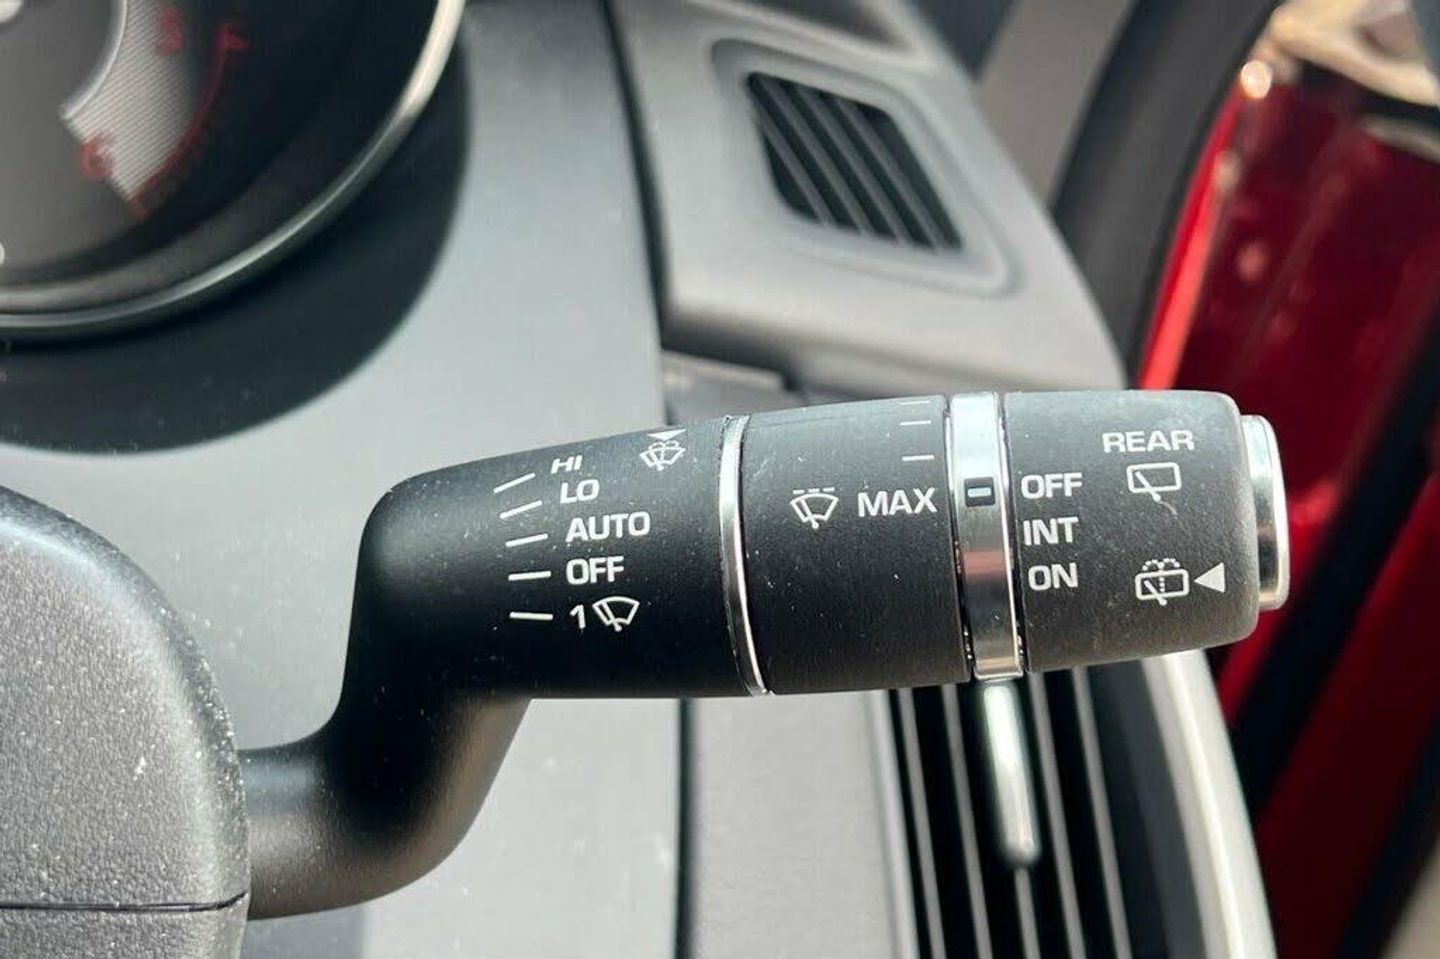 HI
LO
AUTO
OFF
1
MAX
REAR
OFF
INT
ON